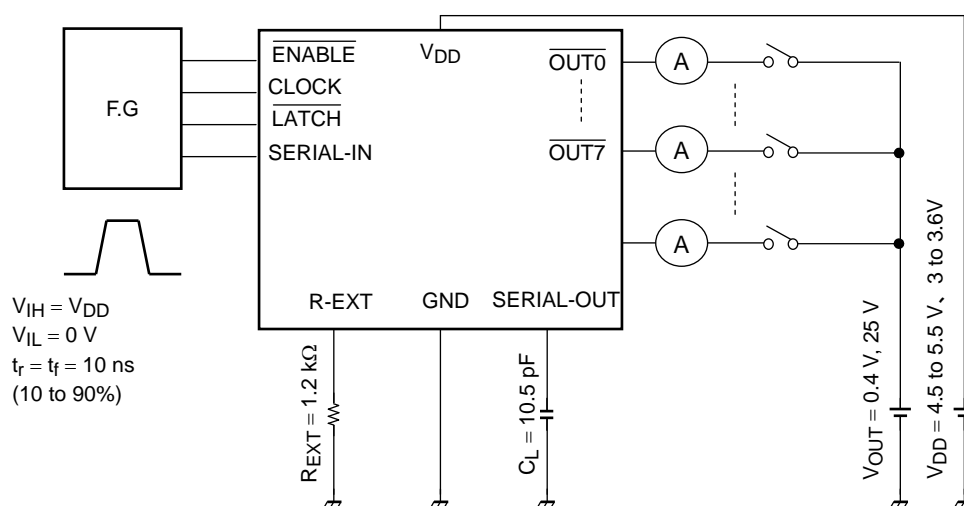 F.G
ENABLE
CLOCK
LATCH
SERIAL-IN
VDD
OUT0
OUT7
A
A
A
R-EXT
GND
SERIAL-OUT
VIH = VDD
VIL = 0 V
tr = tf = 10 ns
(10 to 90%)
REXT = 1.2 kΩ
CL = 10.5 pF
VOUT = 0.4 V, 25 V
VDD = 4.5 to 5.5 V、3 to 3.6V